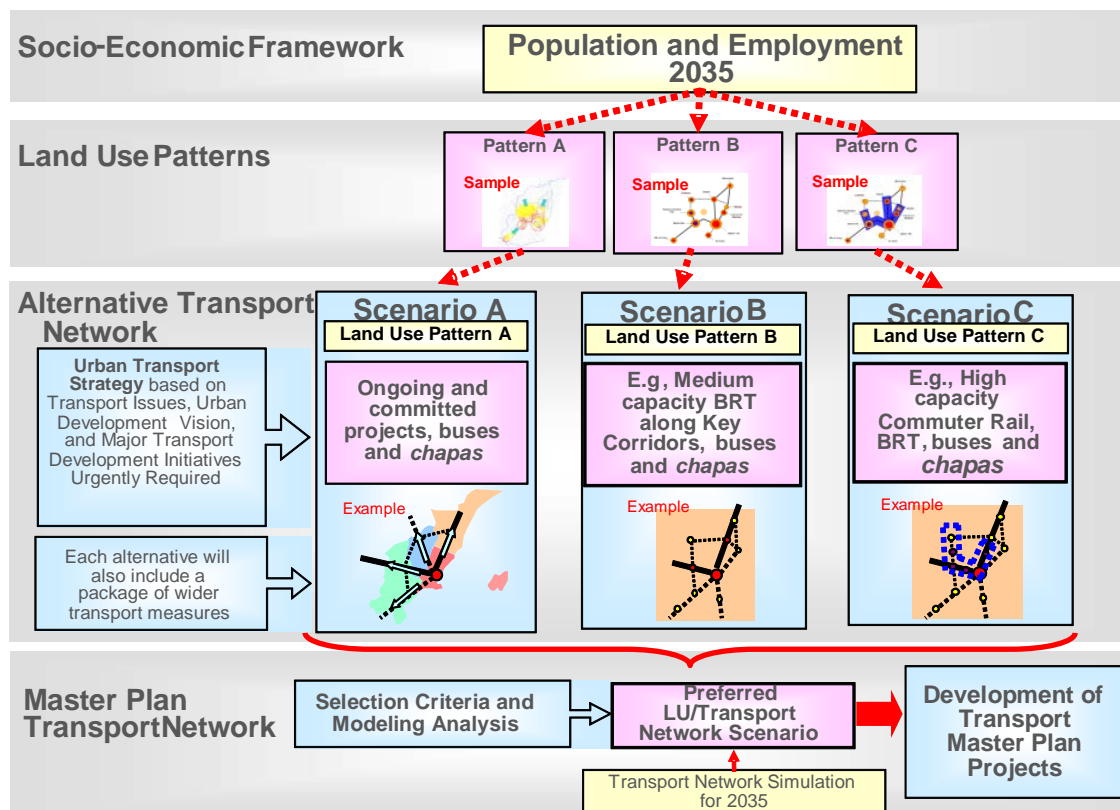 Socio-Economic Framework
Population and Employment
2035
Land Use Patterns
Pattern A
Sample
Pattern B
Sample
Pattern C
Sample
Alternative Transport
Network
Scenario A
Land Use Pattern A
Scenario B
Land Use Pattern B
Scenario C
Land Use Pattern C
Urban Transport
Strategy based on
Transport Issues, Urban
Development Vision,
and Major Transport
Development Initiatives
Urgently Required
Ongoing and
committed
projects, buses
and chapas
E.g, Medium
capacity BRT
along Key
Corridors, buses
and chapas
E.g., High
capacity
Commuter Rail,
BRT, buses and
chapas
Example
Example
Example
Each alternative will
also include a
package of wider
transport measures
Master Plan
Transport Network
Selection Criteria and
Modeling Analysis
Preferred
LU/Transport
Network Scenario
Development of
Transport
Master Plan
Projects
Transport Network Simulation
for 2035